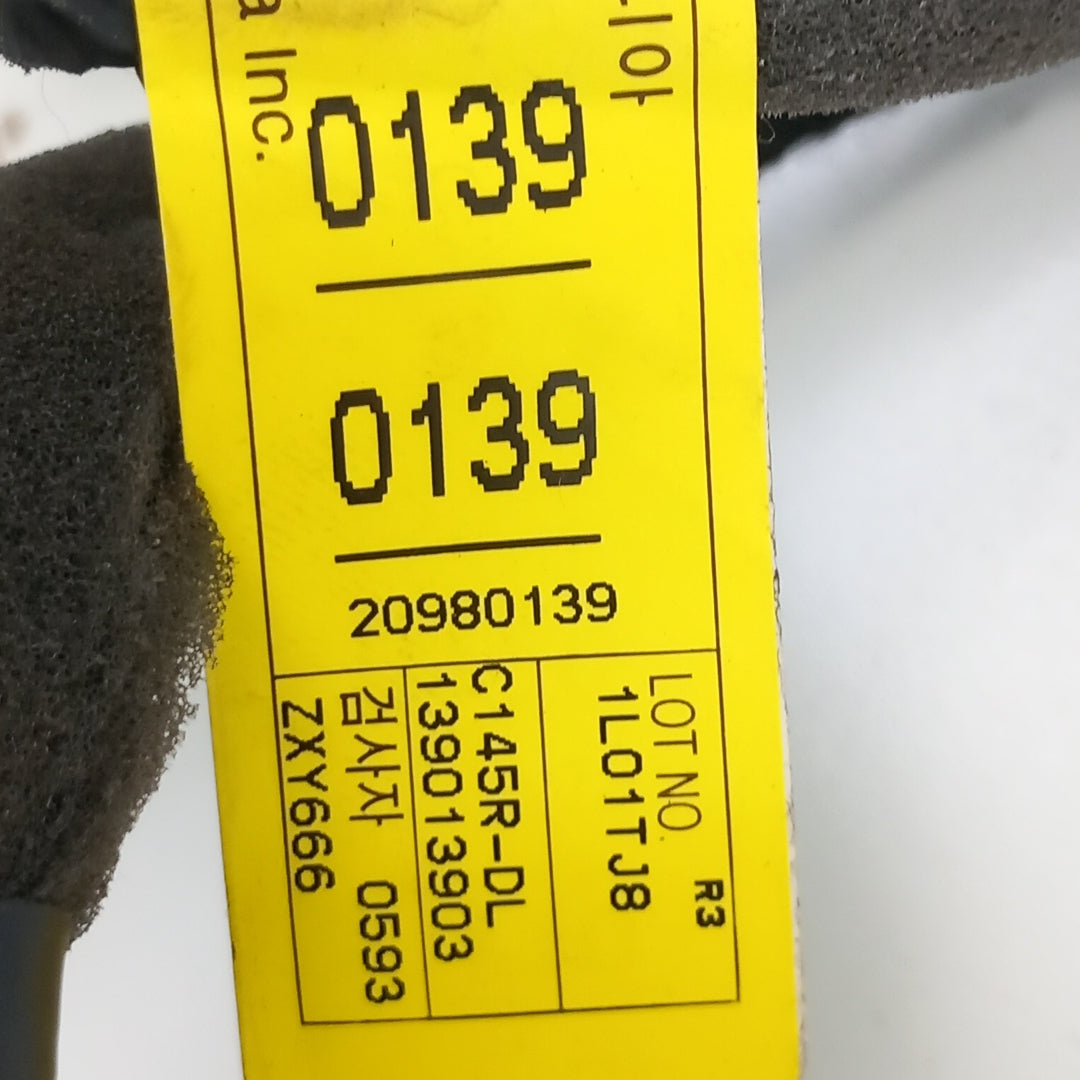 Inc.
0139
0139
20980139
LOT NO.
1L01TJ8
R3
C145R-DL
139013903
검사자 0593
ZXY666